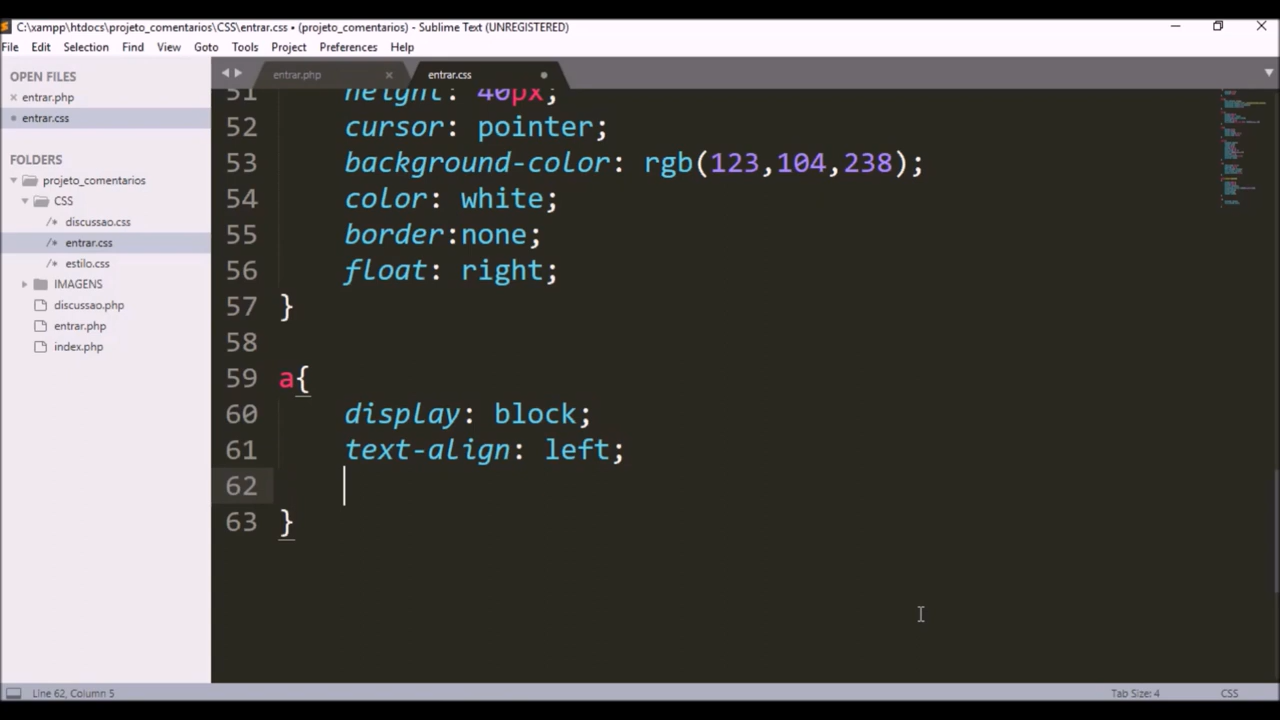 C:\xampp\htdocs\projeto_comentarios\CSS\entrar.css • (projeto_comentarios) - Sublime Text (UNREGISTERED)
File Edit Selection Find View Goto Tools Project Preferences Help
OPEN FILES
× entrar.php
entrar.css
FOLDERS
projeto_comentarios
CSS
/* discussao.css
/* entrar.css
/* estilo.css
IMAGENS
discussao.php
entrar.php
index.php
entrar.php ×
entrar.css
51 height: 40px;
52 cursor: pointer;
53 background-color: rgb(123,104,238);
54 color: white;
55 border:none;
56 float: right;
57 }
58
59 a{
60 display: block;
61 text-align: left;
62
63 }
Line 62, Column 5
Tab Size: 4
CSS